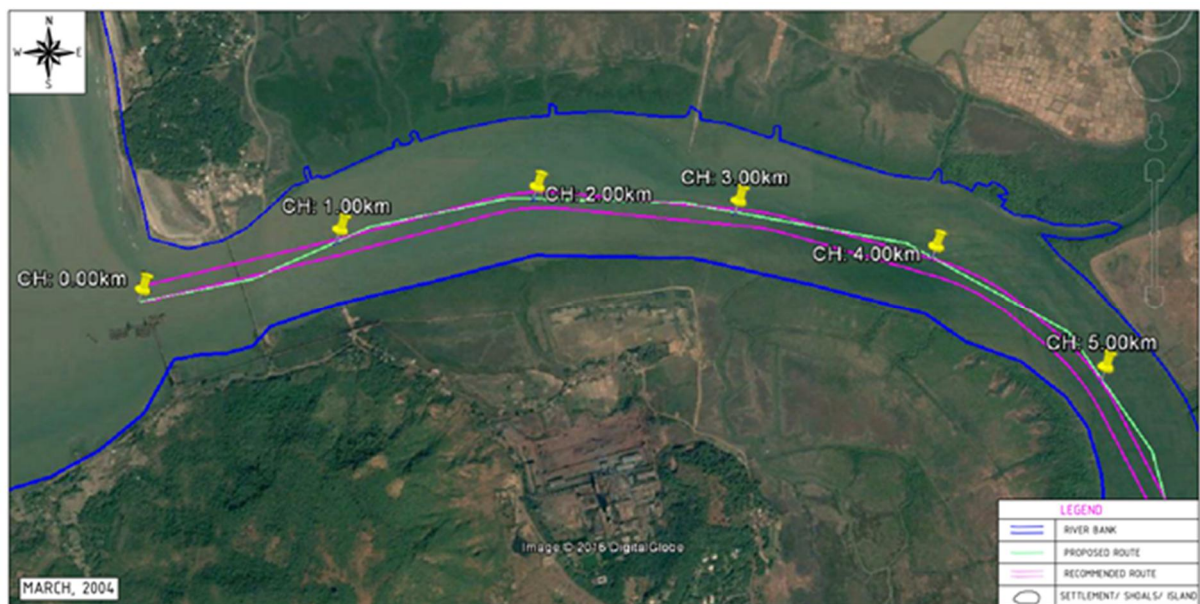 N
W E
S
CH: 0.00km
CH: 1.00km
CH: 2.00km
CH: 3.00km
CH: 4.00km
CH: 5.00km
Image © 2016 DigitalGlobe
MARCH, 2004
LEGEND
RIVER BANK
PROPOSED ROUTE
RECOMMENDED ROUTE
SETTLEMENT/ SHOALS/ ISLAND